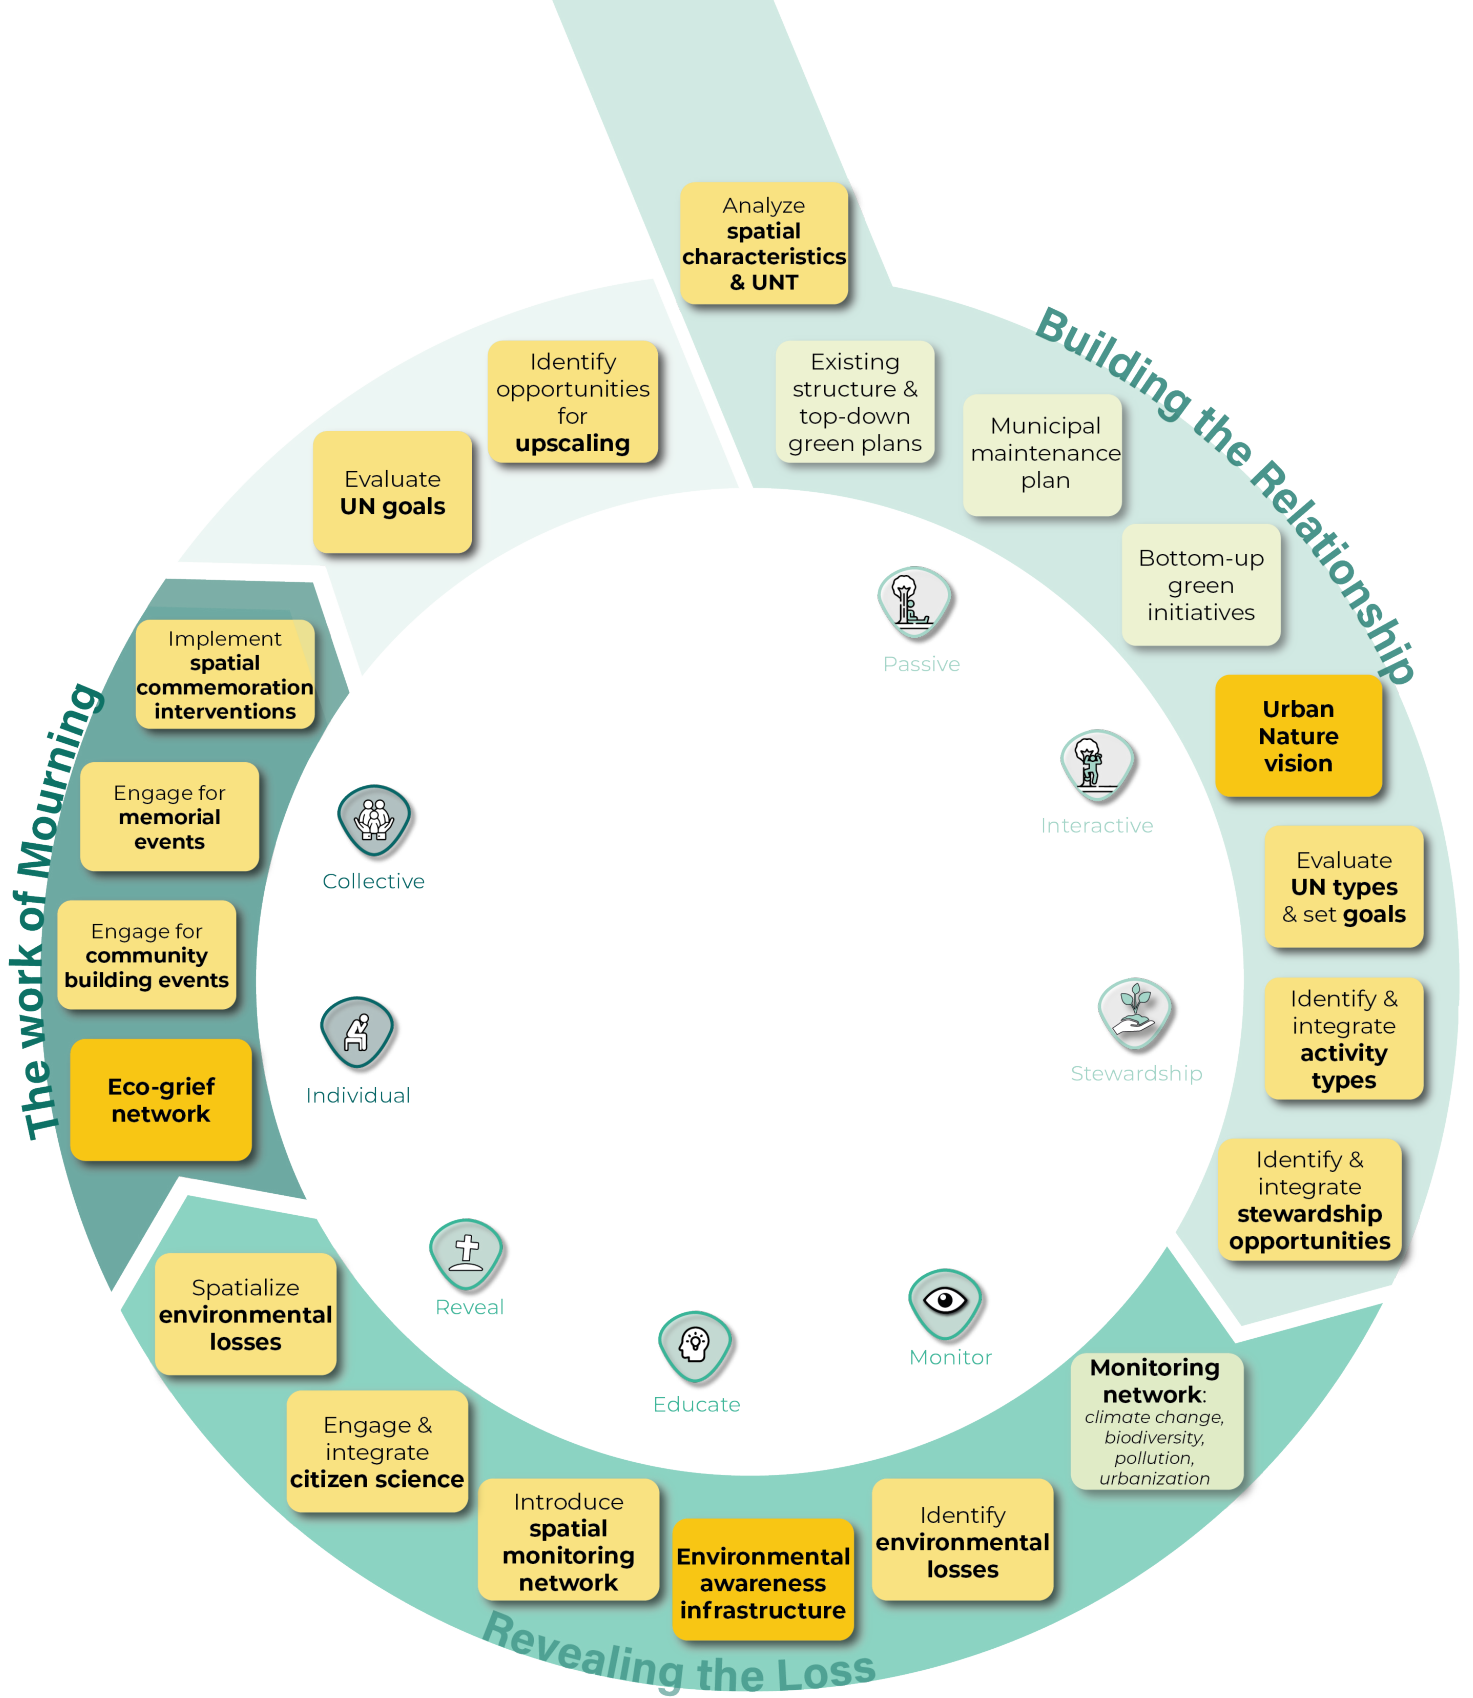 Analyze
spatial
characteristics
& UNT
Building the Relationship
Existing
structure &
top-down
green plans
Municipal
maintenance
plan
Bottom-up
green
initiatives
Urban
Nature
vision
Evaluate
UN types
& set goals
Identify &
integrate
activity
types
Identify &
integrate
stewardship
opportunities
Passive
Interactive
Stewardship
Monitoring
network:
climate change,
biodiversity,
pollution,
urbanization
Identify
environmental
losses
Environmental
awareness
infrastructure
Introduce
spatial
monitoring
network
Engage &
integrate
citizen science
Spatialize
environmental
losses
Revealing the Loss
Monitor
Educate
Reveal
Eco-grief
network
Engage for
community
building events
Engage for
memorial
events
Implement
spatial
commemoration
interventions
The work of Mourning
Individual
Collective
Evaluate
UN goals
Identify
opportunities
for
upscaling